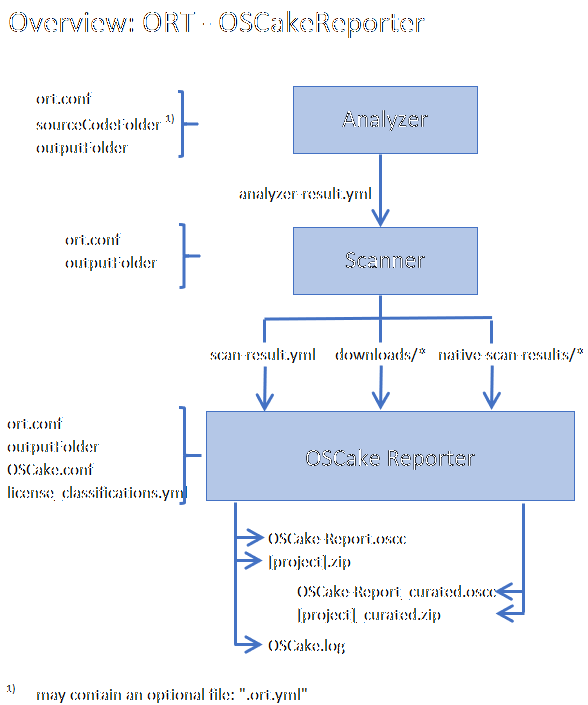 Overview: ORT - OSCakeReporter
ort.conf
sourceCodeFolder 1)
outputFolder
Analyzer
analyzer-result.yml
ort.conf
outputFolder
Scanner
scan-result.yml
downloads/*
native-scan-results/*
ort.conf
outputFolder
OSCake.conf
license_classifications.yml
OSCake Reporter
OSCake-Report.oscc
[project].zip
OSCake-Report_curated.oscc
[project]_curated.zip
OSCake.log
1) may contain an optional file: ".ort.yml"